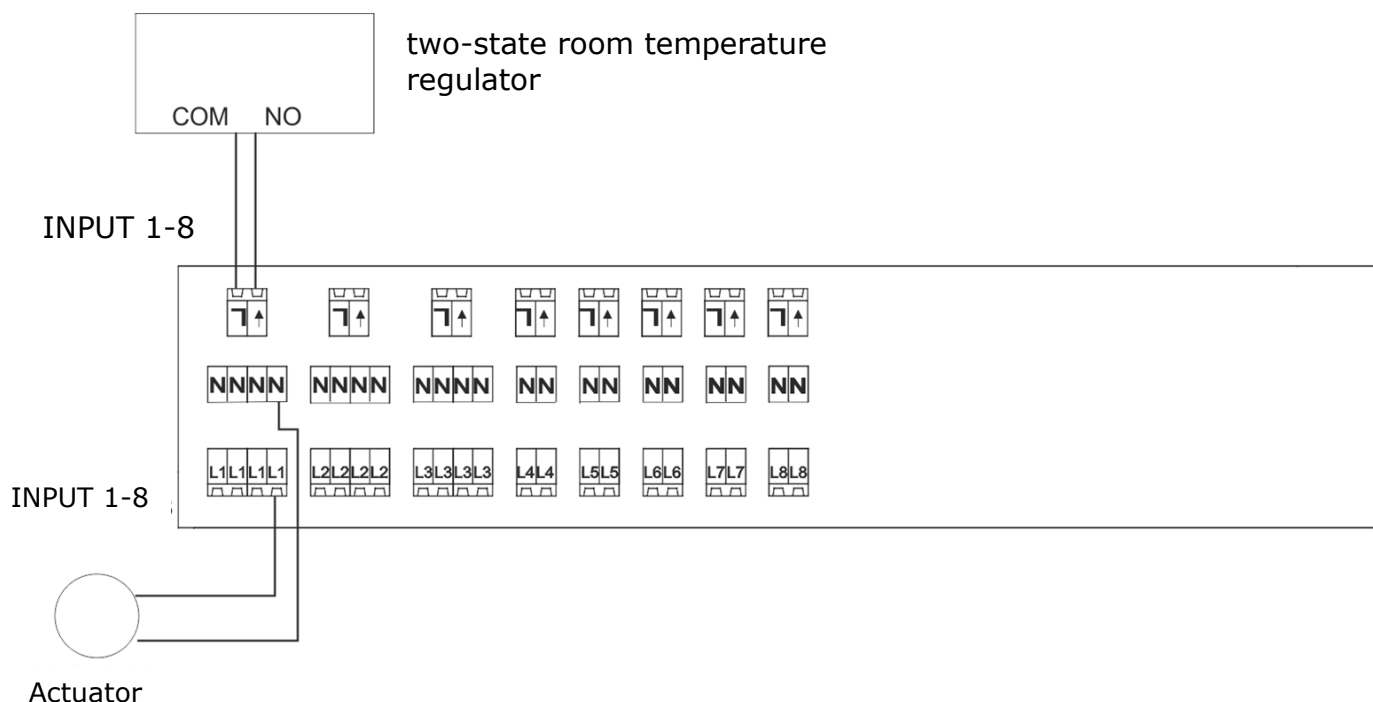 two-state room temperature
regulator
COM NO
INPUT 1-8
L L L L L L L L
NNNN NNNN NNNN NN NN NN NN NN
L1L1L1L1 L2L2L2L2 L3L3L3L3 L4L4 L5L5 L6L6 L7L7 L8L8
INPUT 1-8
Actuator